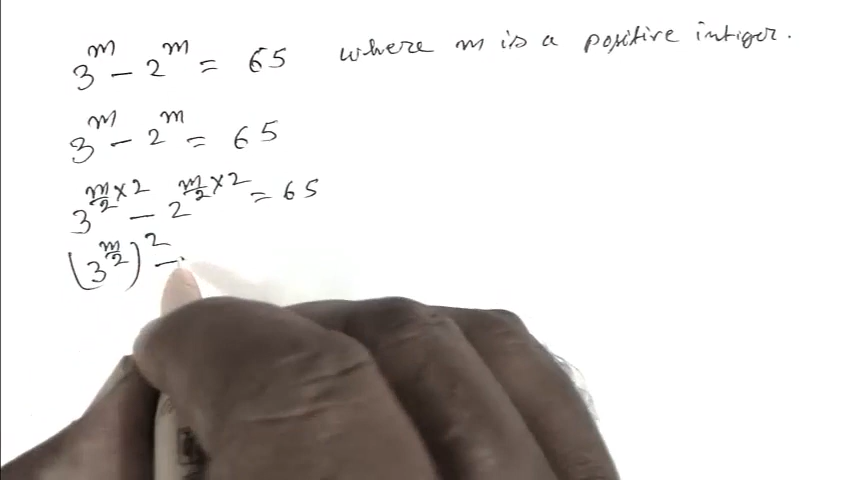 3^m - 2^m = 65 where m is a positive intiger.
3^m - 2^m = 65
3^{m/2 × 2} - 2^{m/2 × 2} = 65
(3^{m/2})^2 -